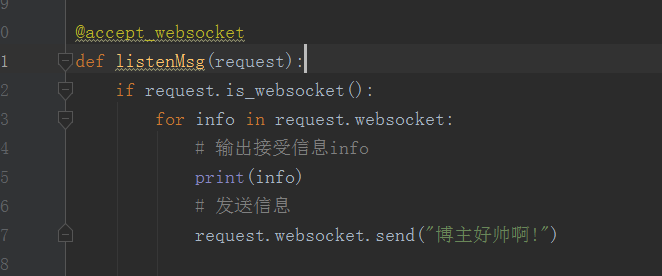 9
0 @accept_websocket
1 def listenMsg(request):
2 if request.is_websocket():
3 for info in request.websocket:
4 # 输出接受信息info
5 print(info)
6 # 发送信息
7 request.websocket.send("博主好帅啊!")
8